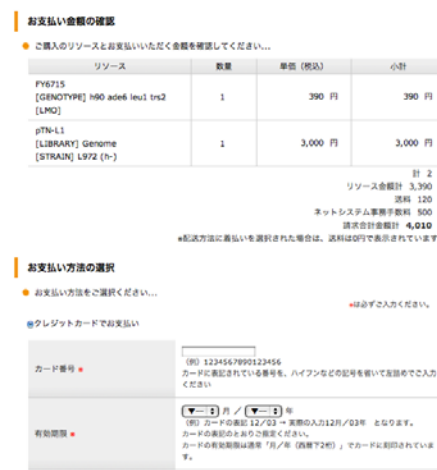 お支払い金額の確認
ご購入のリソースとお支払いいただく金額を確認してください...
リソース 数量 単価（税込） 小計
FY6715
[GENOTYPE] h90 ade6 leu1 trs2 1 390 円 390 円
[LMO]
pTN-L1
[LIBRARY] Genome 1 3,000 円 3,000 円
[STRAIN] L972 (h-)
計 2
リソース金額計 3,390
送料 120
ネットシステム事務手数料 500
請求合計金額計 4,010
※配送方法に着払いを選択された場合は、送料は0円で表示されています
お支払い方法の選択
お支払い方法をご選択ください...
※は必ずご入力ください。
クレジットカードでお支払い
カード番号 ※
(例) 1234567890123456
カードに表記されている番号を、ハイフンなどの記号を省いて左詰めでご入力
ください
有効期限 ※
▼— 月 / ▼— 年
(例) カードの表記 12/03 → 実際の入力12月/03年 となります。
カードの表記のとおりご指定ください。
カードの有効期限は通常「月/年（西暦下2桁）」でカードに刻印されていま
す。